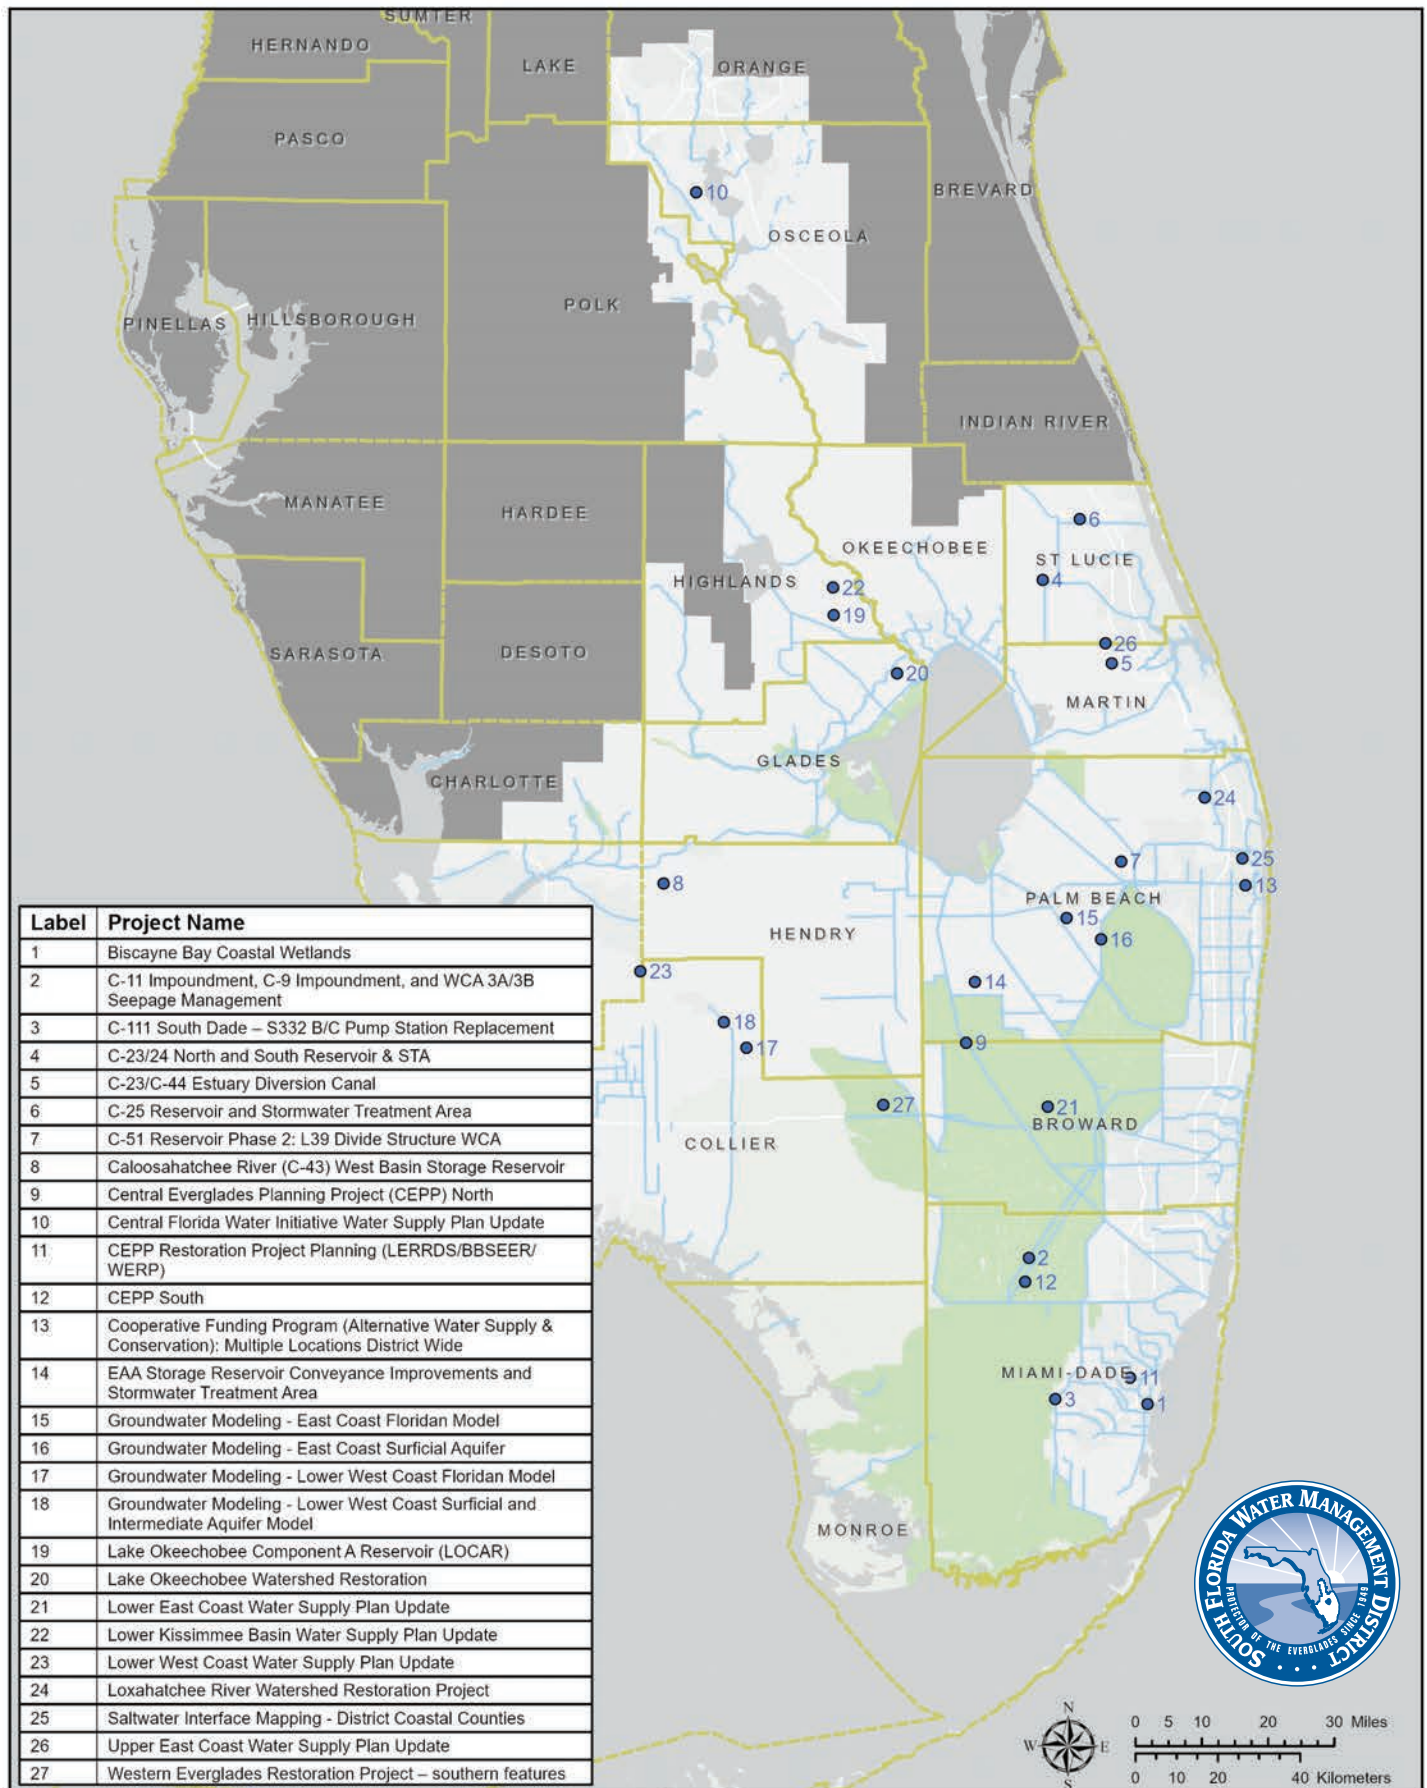 SUMTER
HERNANDO
LAKE
ORANGE
PASCO
BREVARD
10
OSCEOLA
POLK
PINELLAS
HILLSBOROUGH
INDIAN RIVER
MANATEE
HARDEE
6
OKEECHOBEE
ST LUCIE
HIGHLANDS
22
4
19
SARASOTA
DESOTO
26
5
20
MARTIN
GLADES
CHARLOTTE
24
7
25
8
13
PALM BEACH
15
HENDRY
16
23
14
18
17
9
27
21
BROWARD
COLLIER
2
12
MIAMI-DADE
11
3
1
MONROE
Label Project Name
1 Biscayne Bay Coastal Wetlands
2 C-11 Impoundment, C-9 Impoundment, and WCA 3A/3B
Seepage Management
3 C-111 South Dade – S332 B/C Pump Station Replacement
4 C-23/24 North and South Reservoir & STA
5 C-23/C-44 Estuary Diversion Canal
6 C-25 Reservoir and Stormwater Treatment Area
7 C-51 Reservoir Phase 2: L39 Divide Structure WCA
8 Caloosahatchee River (C-43) West Basin Storage Reservoir
9 Central Everglades Planning Project (CEPP) North
10 Central Florida Water Initiative Water Supply Plan Update
11 CEPP Restoration Project Planning (LERRDS/BBSEER/
WERP)
12 CEPP South
13 Cooperative Funding Program (Alternative Water Supply &
Conservation): Multiple Locations District Wide
14 EAA Storage Reservoir Conveyance Improvements and
Stormwater Treatment Area
15 Groundwater Modeling - East Coast Floridan Model
16 Groundwater Modeling - East Coast Surficial Aquifer
17 Groundwater Modeling - Lower West Coast Floridan Model
18 Groundwater Modeling - Lower West Coast Surficial and
Intermediate Aquifer Model
19 Lake Okeechobee Component A Reservoir (LOCAR)
20 Lake Okeechobee Watershed Restoration
21 Lower East Coast Water Supply Plan Update
22 Lower Kissimmee Basin Water Supply Plan Update
23 Lower West Coast Water Supply Plan Update
24 Loxahatchee River Watershed Restoration Project
25 Saltwater Interface Mapping - District Coastal Counties
26 Upper East Coast Water Supply Plan Update
27 Western Everglades Restoration Project – southern features
SOUTH FLORIDA WATER MANAGEMENT DISTRICT
PROTECTOR OF THE EVERGLADES SINCE 1949
N
W E
S
0 5 10 20 30 Miles
0 10 20 40 Kilometers